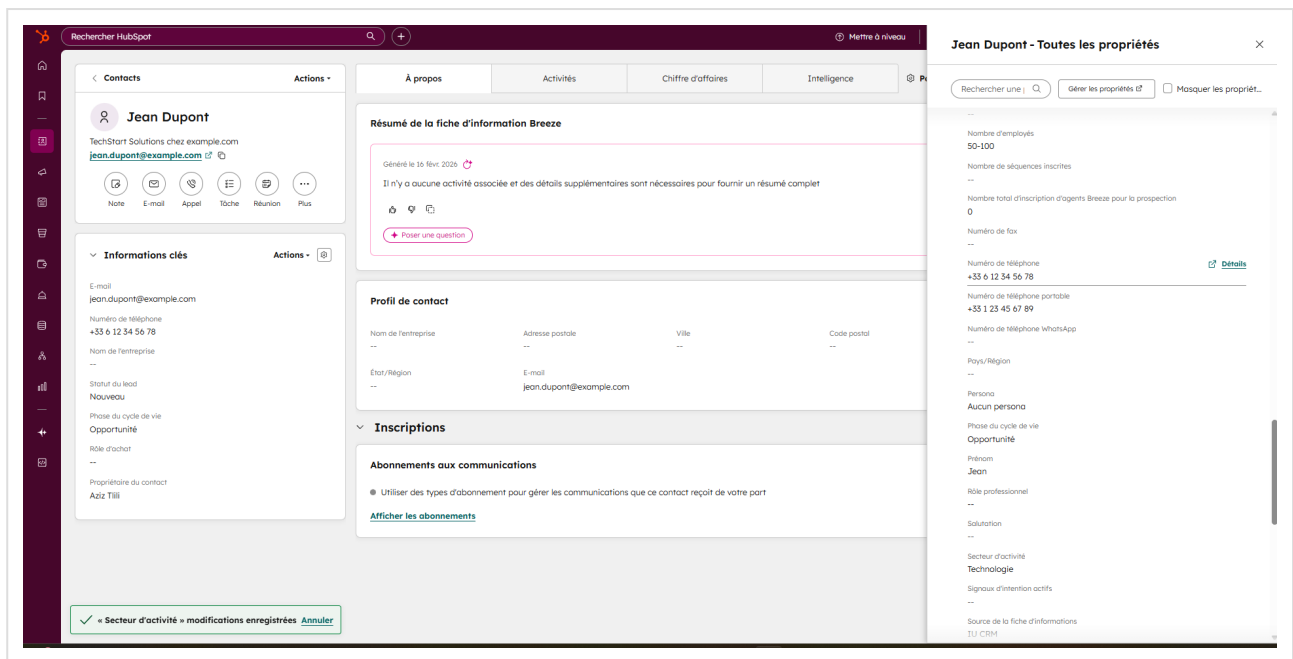 Rechercher HubSpot
Mettre à niveau
Contacts
Actions
Jean Dupont
TechStart Solutions chez example.com
jean.dupont@example.com
Note E-mail Appel Tâche Réunion Plus
Informations clés
Actions
E-mail
jean.dupont@example.com
Numéro de téléphone
+33 6 12 34 56 78
Nom de l'entreprise
--
Statut du lead
Nouveau
Phase du cycle de vie
Opportunité
Rôle d'achat
--
Propriétaire du contact
Aziz Tlili
« Secteur d'activité » modifications enregistrées Annuler
À propos Activités Chiffre d'affaires Intelligence
Résumé de la fiche d'information Breeze
Généré le 16 févr. 2026
Il n'y a aucune activité associée et des détails supplémentaires sont nécessaires pour fournir un résumé complet
Poser une question
Profil de contact
Nom de l'entreprise Adresse postale Ville Code postal
-- -- -- --
État/Région E-mail
-- jean.dupont@example.com
Inscriptions
Abonnements aux communications
Utiliser des types d'abonnement pour gérer les communications que ce contact reçoit de votre part
Afficher les abonnements
Jean Dupont - Toutes les propriétés
Rechercher une Gérer les propriétés Masquer les propriét...
--
Nombre d'employés
50-100
Nombre de séquences inscrites
--
Nombre total d'inscription d'agents Breeze pour la prospection
0
Numéro de fax
--
Numéro de téléphone Détails
+33 6 12 34 56 78
Numéro de téléphone portable
+33 1 23 45 67 89
Numéro de téléphone WhatsApp
--
Pays/Région
--
Persona
Aucun persona
Phase du cycle de vie
Opportunité
Prénom
Jean
Rôle professionnel
--
Salutation
--
Secteur d'activité
Technologie
Signaux d'intention actifs
--
Source de la fiche d'informations
IU CRM